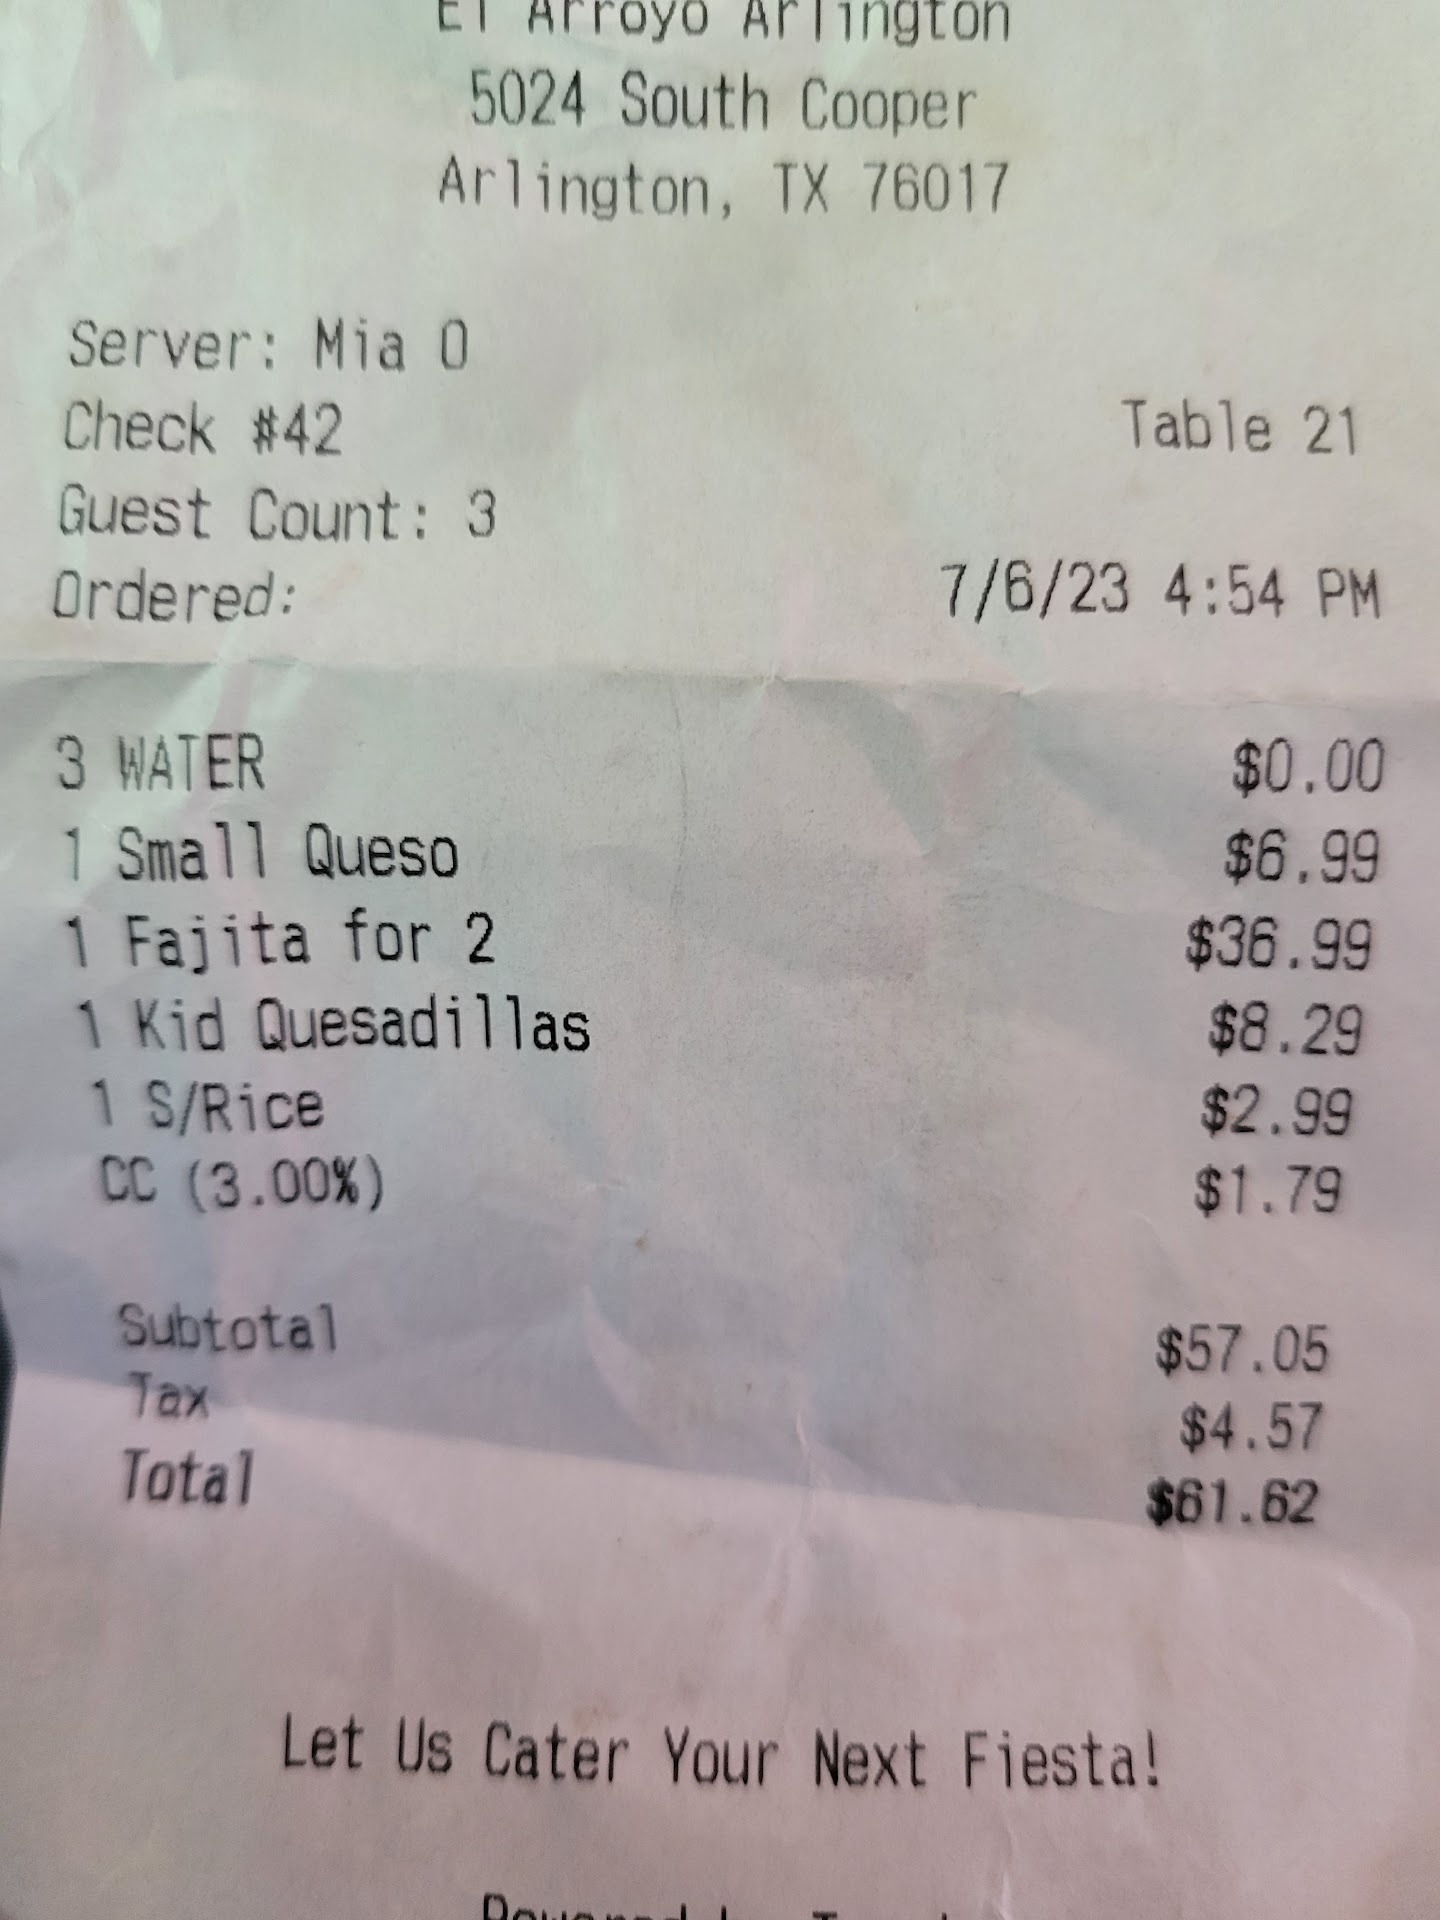 El Arroyo Arlington
5024 South Cooper
Arlington, TX 76017
Server: Mia O
Check #42 Table 21
Guest Count: 3
Ordered: 7/6/23 4:54 PM
3 WATER $0.00
1 Small Queso $6.99
1 Fajita for 2 $36.99
1 Kid Quesadillas $8.29
1 S/Rice $2.99
CC (3.00%) $1.79
Subtotal $57.05
Tax $4.57
Total $61.62
Let Us Cater Your Next Fiesta!